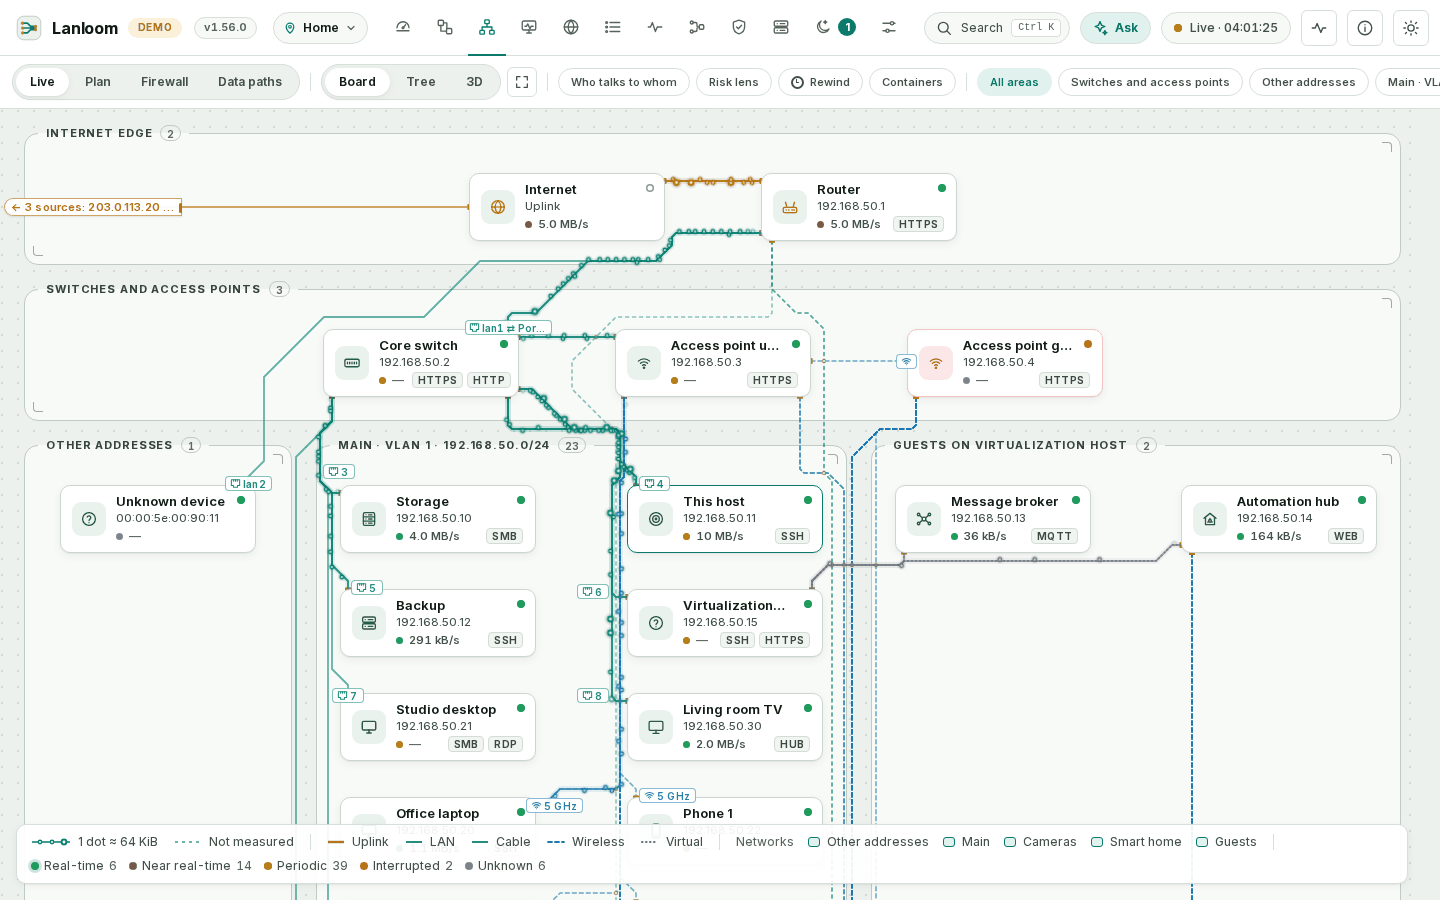 Lanloom DEMO v1.56.0 Home 1 Search Ctrl K Ask Live · 04:01:25
Live Plan Firewall Data paths Board Tree 3D Who talks to whom Risk lens Rewind Containers All areas Switches and access points Other addresses Main · VLA
INTERNET EDGE 2
Internet
Uplink
5.0 MB/s
Router
192.168.50.1
5.0 MB/s HTTPS
← 3 sources: 203.0.113.20 ...
SWITCHES AND ACCESS POINTS 3
lan1 ⇄ Por...
Core switch
192.168.50.2
— HTTPS HTTP
Access point u...
192.168.50.3
— HTTPS
Access point g...
192.168.50.4
— HTTPS
OTHER ADDRESSES 1
lan2
Unknown device
00:00:5e:00:90:11
—
MAIN · VLAN 1 · 192.168.50.0/24 23
3
Storage
192.168.50.10
4.0 MB/s SMB
4
This host
192.168.50.11
10 MB/s SSH
5
Backup
192.168.50.12
291 kB/s SSH
6
Virtualization...
192.168.50.15
— SSH HTTPS
7
Studio desktop
192.168.50.21
— SMB RDP
8
Living room TV
192.168.50.30
2.0 MB/s HUB
5 GHz
Office laptop
5 GHz
Phone 1
GUESTS ON VIRTUALIZATION HOST 2
Message broker
192.168.50.13
36 kB/s MQTT
Automation hub
192.168.50.14
164 kB/s WEB
1 dot ≈ 64 KiB Not measured Uplink LAN Cable Wireless Virtual Networks Other addresses Main Cameras Smart home Guests
Real-time 6 Near real-time 14 Periodic 39 Interrupted 2 Unknown 6